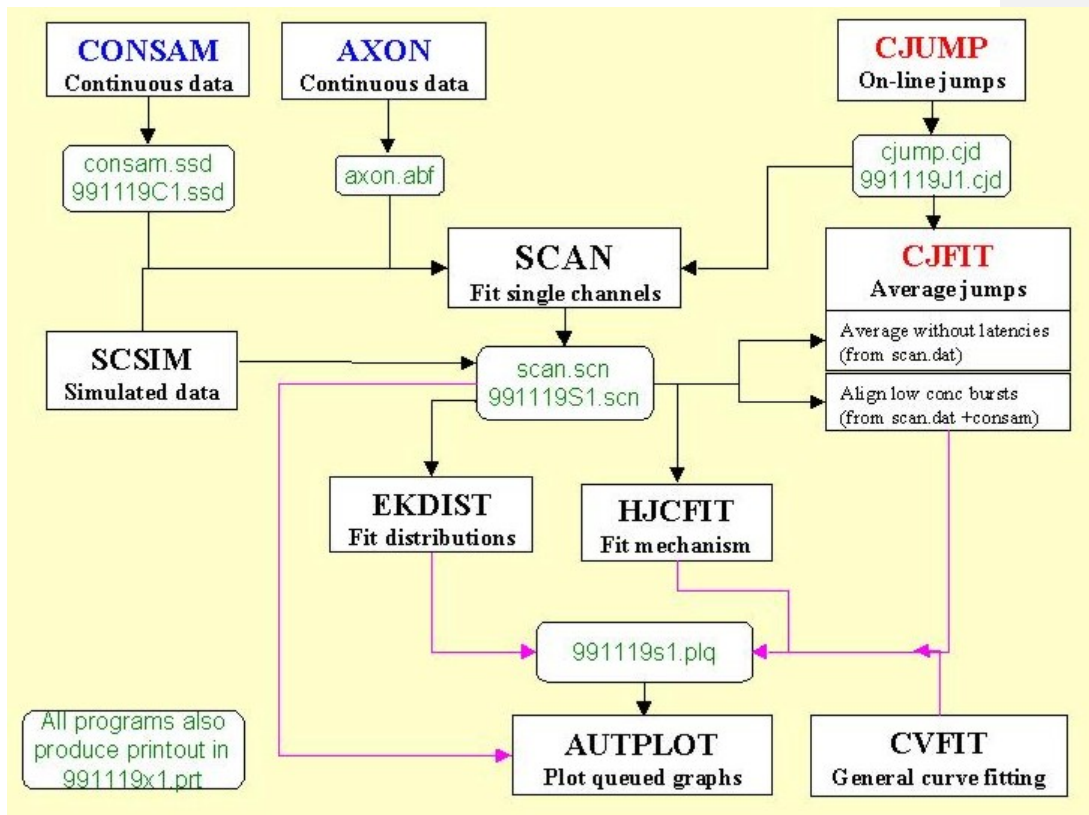 CONSAM
Continuous data
AXON
Continuous data
CJUMP
On-line jumps
consam.ssd
991119C1.ssd
axon.abf
cjump.cjd
991119J1.cjd
SCAN
Fit single channels
CJFIT
Average jumps
Average without latencies
(from scan.dat)
Align low conc bursts
(from scan.dat +consam)
SCSIM
Simulated data
scan.scn
991119S1.scn
EKDIST
Fit distributions
HJCFIT
Fit mechanism
991119s1.plq
All programs also
produce printout in
991119x1.prt
AUTPLOT
Plot queued graphs
CVFIT
General curve fitting